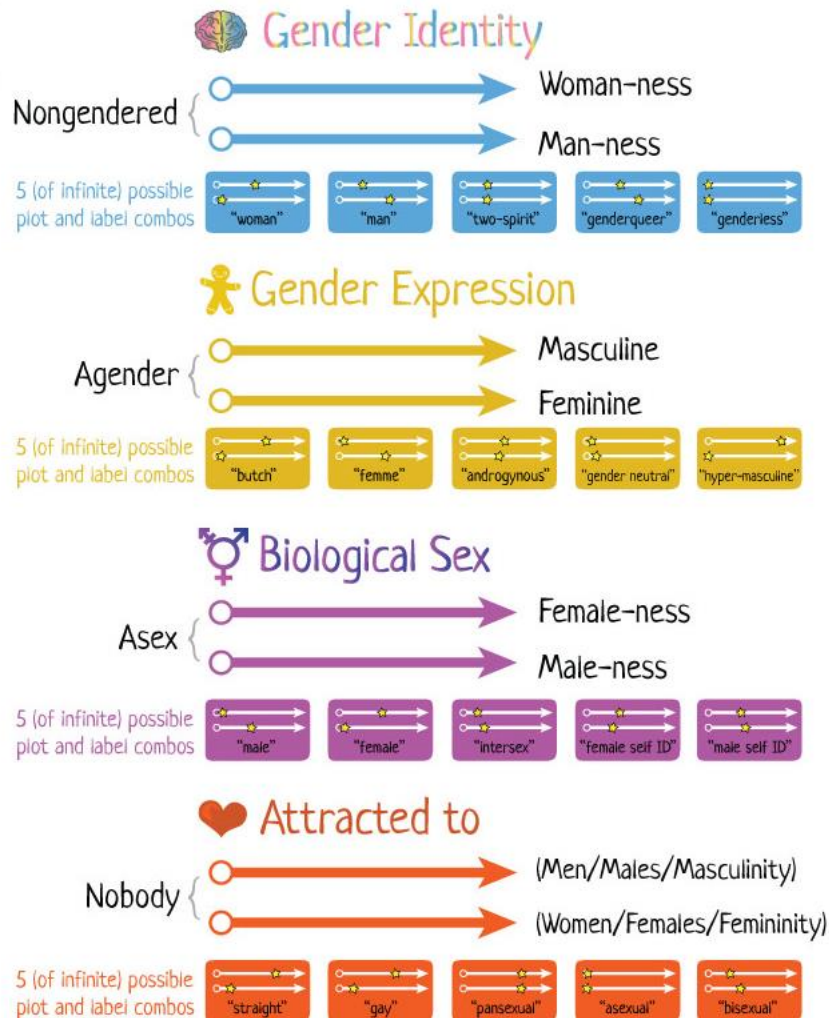 Gender Identity
Woman-ness
Nongendered
Man-ness
5 (of infinite) possible
plot and label combos
"woman" "man" "two-spirit" "genderqueer" "genderless"
Gender Expression
Masculine
Agender
Feminine
5 (of infinite) possible
plot and label combos
"butch" "femme" "androgynous" "gender neutral" "hyper-masculine"
Biological Sex
Female-ness
Asex
Male-ness
5 (of infinite) possible
plot and label combos
"male" "female" "intersex" "female self ID" "male self ID"
Attracted to
(Men/Males/Masculinity)
Nobody
(Women/Females/Femininity)
5 (of infinite) possible
plot and label combos
"straight" "gay" "pansexual" "asexual" "bisexual"